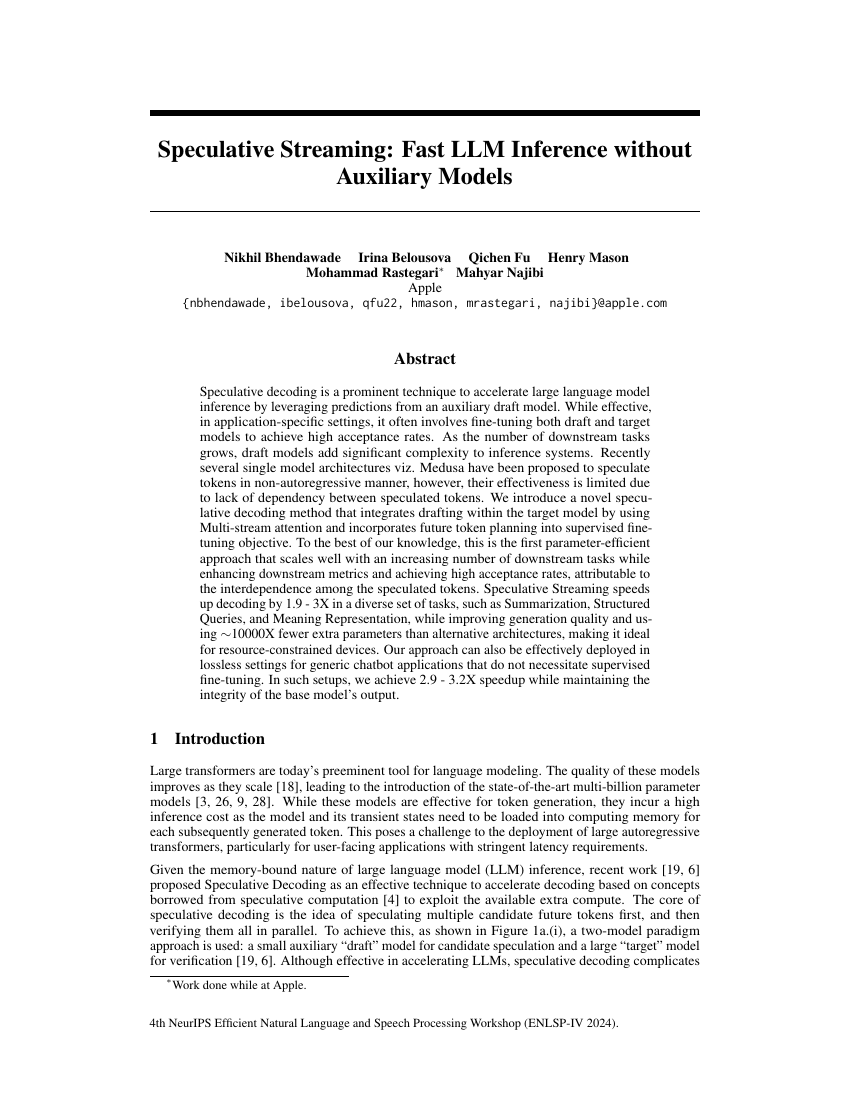 Speculative Streaming: Fast LLM Inference without
Auxiliary Models
Nikhil Bhendawade Irina Belousova Qichen Fu Henry Mason
Mohammad Rastegari* Mahyar Najibi
Apple
{nbhendawade, ibelousova, qfu22, hmason, mrastegari, najibi}@apple.com
Abstract
Speculative decoding is a prominent technique to accelerate large language model
inference by leveraging predictions from an auxiliary draft model. While effective,
in application-specific settings, it often involves fine-tuning both draft and target
models to achieve high acceptance rates. As the number of downstream tasks
grows, draft models add significant complexity to inference systems. Recently
several single model architectures viz. Medusa have been proposed to speculate
tokens in non-autoregressive manner, however, their effectiveness is limited due
to lack of dependency between speculated tokens. We introduce a novel specu-
lative decoding method that integrates drafting within the target model by using
Multi-stream attention and incorporates future token planning into supervised fine-
tuning objective. To the best of our knowledge, this is the first parameter-efficient
approach that scales well with an increasing number of downstream tasks while
enhancing downstream metrics and achieving high acceptance rates, attributable to
the interdependence among the speculated tokens. Speculative Streaming speeds
up decoding by 1.9 - 3X in a diverse set of tasks, such as Summarization, Structured
Queries, and Meaning Representation, while improving generation quality and us-
ing ∼10000X fewer extra parameters than alternative architectures, making it ideal
for resource-constrained devices. Our approach can also be effectively deployed in
lossless settings for generic chatbot applications that do not necessitate supervised
fine-tuning. In such setups, we achieve 2.9 - 3.2X speedup while maintaining the
integrity of the base model's output.
1 Introduction
Large transformers are today's preeminent tool for language modeling. The quality of these models
improves as they scale [18], leading to the introduction of the state-of-the-art multi-billion parameter
models [3, 26, 9, 28]. While these models are effective for token generation, they incur a high
inference cost as the model and its transient states need to be loaded into computing memory for
each subsequently generated token. This poses a challenge to the deployment of large autoregressive
transformers, particularly for user-facing applications with stringent latency requirements.
Given the memory-bound nature of large language model (LLM) inference, recent work [19, 6]
proposed Speculative Decoding as an effective technique to accelerate decoding based on concepts
borrowed from speculative computation [4] to exploit the available extra compute. The core of
speculative decoding is the idea of speculating multiple candidate future tokens first, and then
verifying them all in parallel. To achieve this, as shown in Figure 1a.(i), a two-model paradigm
approach is used: a small auxiliary “draft” model for candidate speculation and a large “target” model
for verification [19, 6]. Although effective in accelerating LLMs, speculative decoding complicates
*Work done while at Apple.
4th NeurIPS Efficient Natural Language and Speech Processing Workshop (ENLSP-IV 2024).